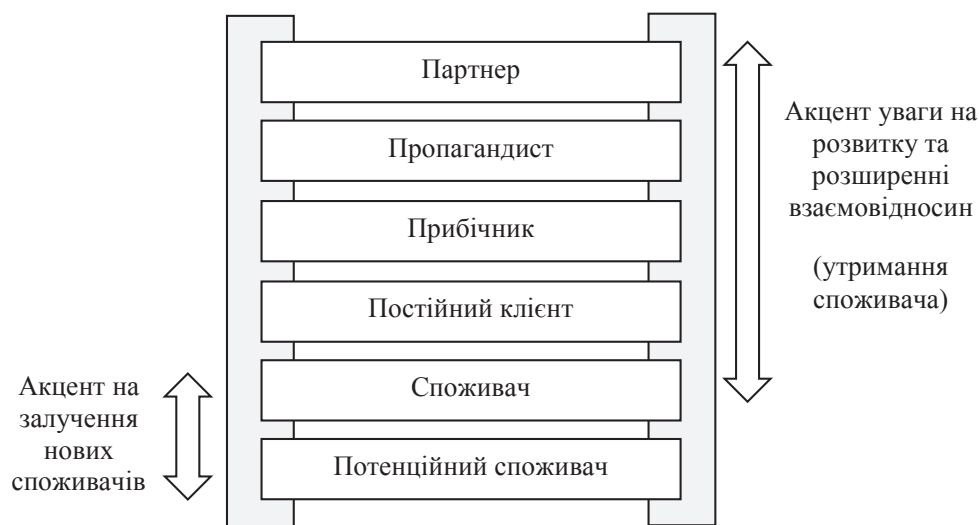 Партнер
Пропагандист
Прибічник
Постійний клієнт
Споживач
Потенційний споживач
Акцент уваги на
розвитку та
розширенні
взаємовідносин
(утримання
споживача)
Акцент на
залучення
нових
споживачів